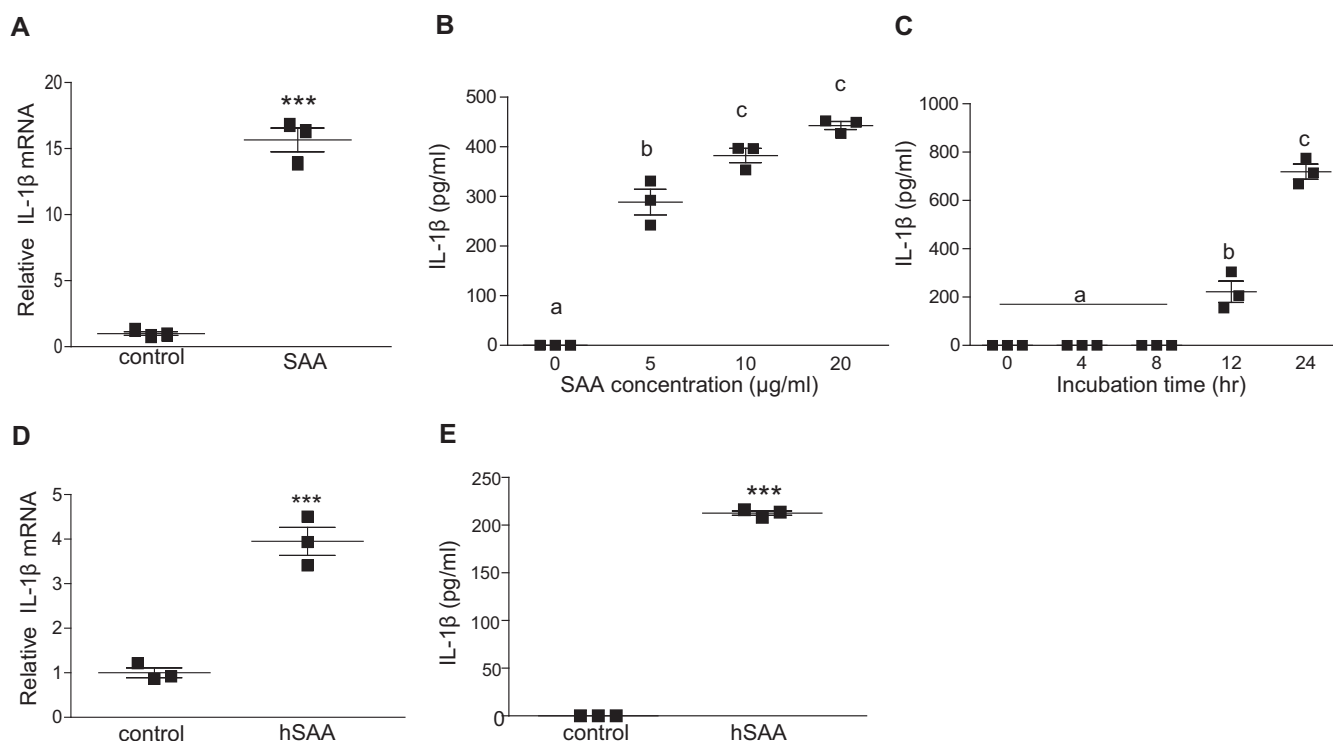 A
Relative IL-1β mRNA
20
15
10
5
0
***
control SAA
B
IL-1β (pg/ml)
500
400
300
200
100
0
a
b
c
c
0 5 10 20
SAA concentration (μg/ml)
C
IL-1β (pg/ml)
1000
800
600
400
200
0
a
b
c
0 4 8 12 24
Incubation time (hr)
D
Relative IL-1β mRNA
5
4
3
2
1
0
***
control hSAA
E
IL-1β (pg/ml)
250
200
150
100
50
0
***
control hSAA